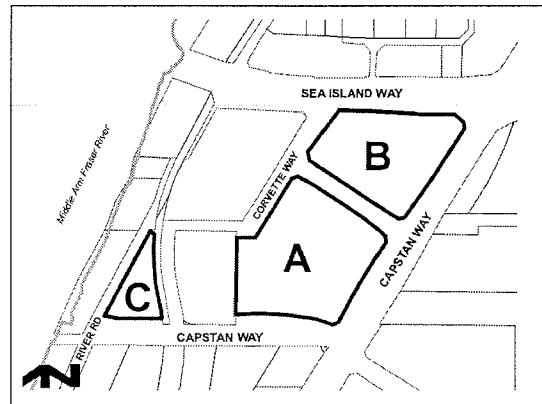 SEA ISLAND WAY
Middle Arm Fraser River
B
CORVETTE WAY
A
CAPSTAN WAY
C
RIVER RD
CAPSTAN WAY
N